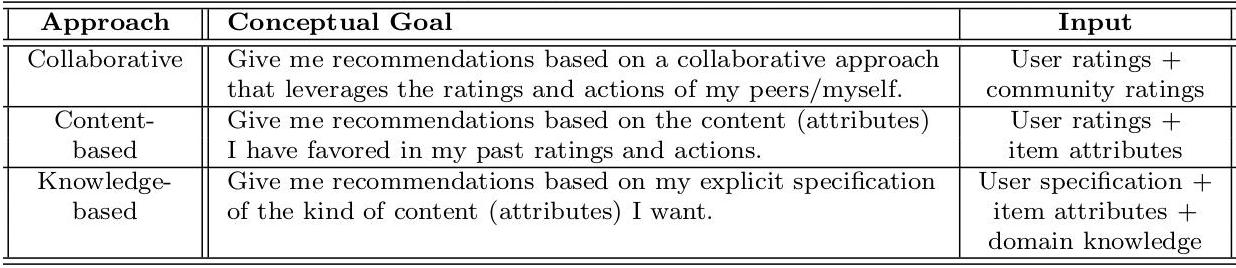 Approach Conceptual Goal Input
Collaborative Give me recommendations based on a collaborative approach User ratings +
that leverages the ratings and actions of my peers/myself. community ratings
Content- Give me recommendations based on the content (attributes) User ratings +
based I have favored in my past ratings and actions. item attributes
Knowledge- Give me recommendations based on my explicit specification User specification +
based of the kind of content (attributes) I want. item attributes +
domain knowledge